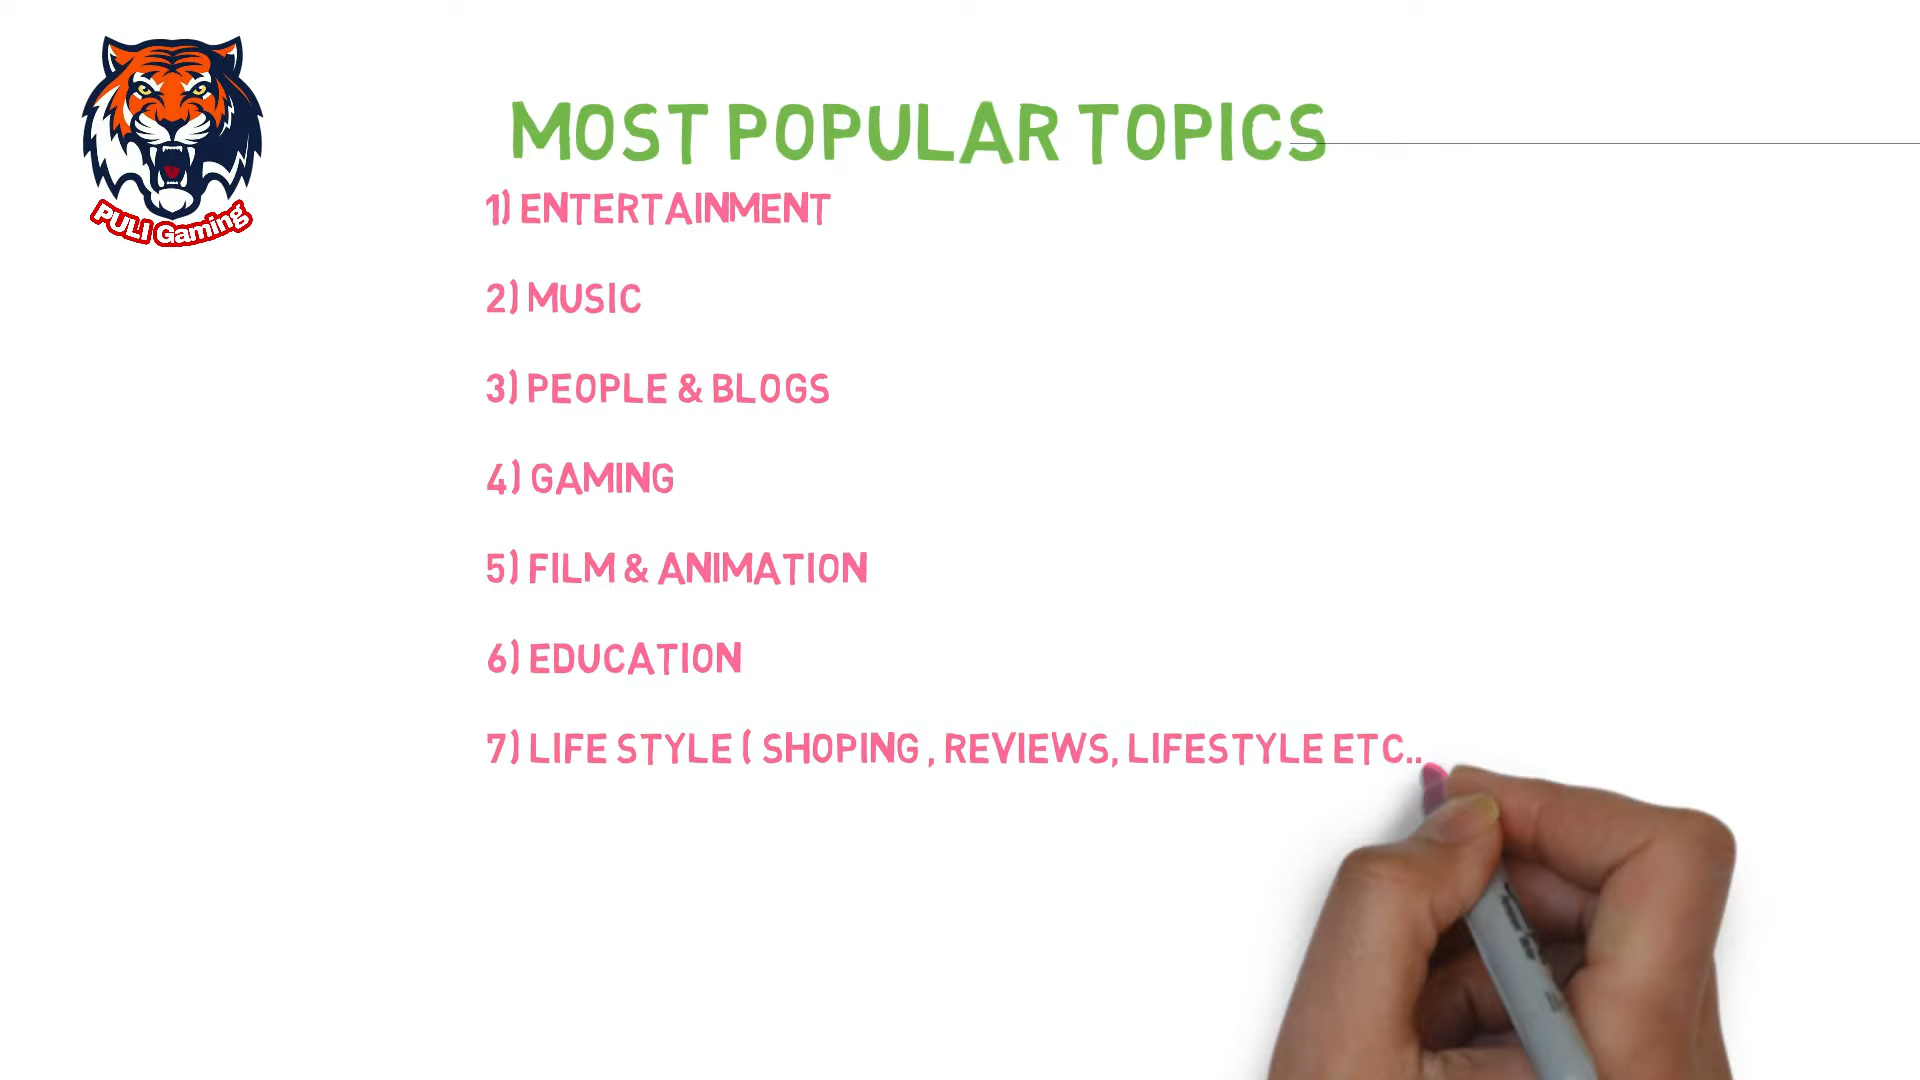 PULI Gaming
MOST POPULAR TOPICS
1) ENTERTAINMENT
2) MUSIC
3) PEOPLE & BLOGS
4) GAMING
5) FILM & ANIMATION
6) EDUCATION
7) LIFE STYLE ( SHOPING , REVIEWS, LIFESTYLE ETC..